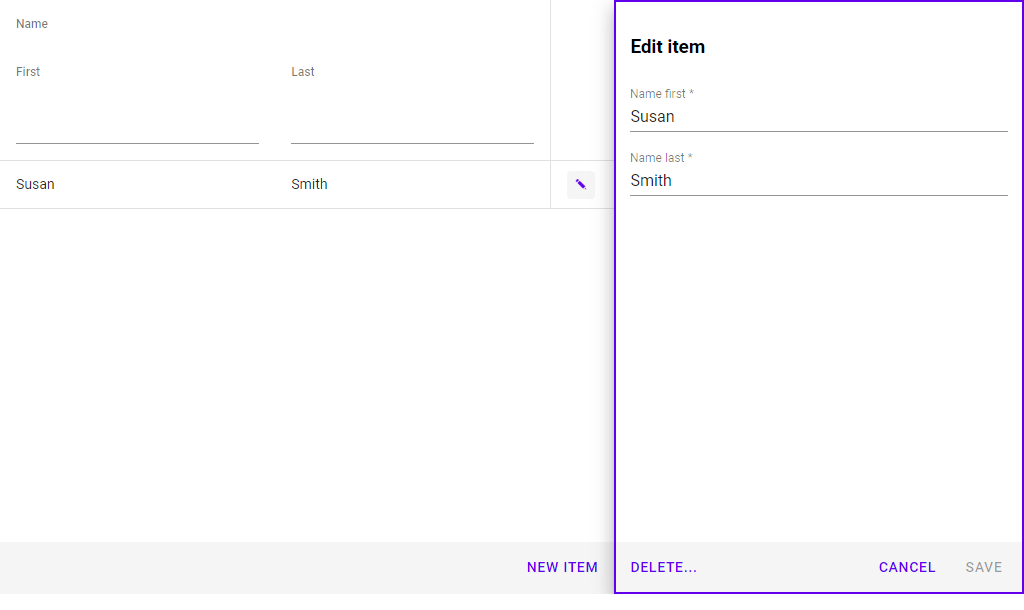 Name
First Last
Susan Smith
NEW ITEM
Edit item
Name first *
Susan
Name last *
Smith
DELETE... CANCEL SAVE